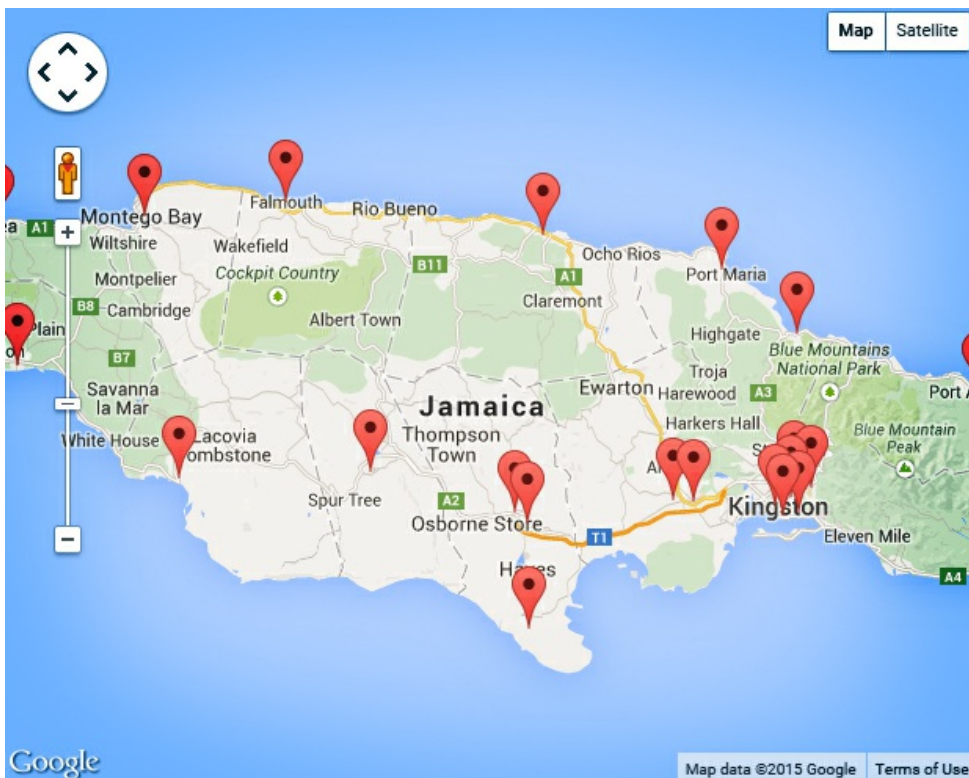 Map Satellite
Montego Bay
Falmouth
Rio Bueno
A1
Wiltshire
Wakefield
Ocho Rios
Port Maria
Montpelier
Cockpit Country
B11
A1
B8
Cambridge
Claremont
Plain
Albert Town
Highgate
B7
Blue Mountains
National Park
Troja
Savanna
la Mar
Ewarton
Harewood
A3
Port A
Jamaica
Harkers Hall
White House
Lacovia
Tombstone
Thompson
Town
Blue Mountain
Peak
Spur Tree
A2
Osborne Store
Kingston
T1
Eleven Mile
Hayes
A4
Google
Map data ©2015 Google Terms of Use